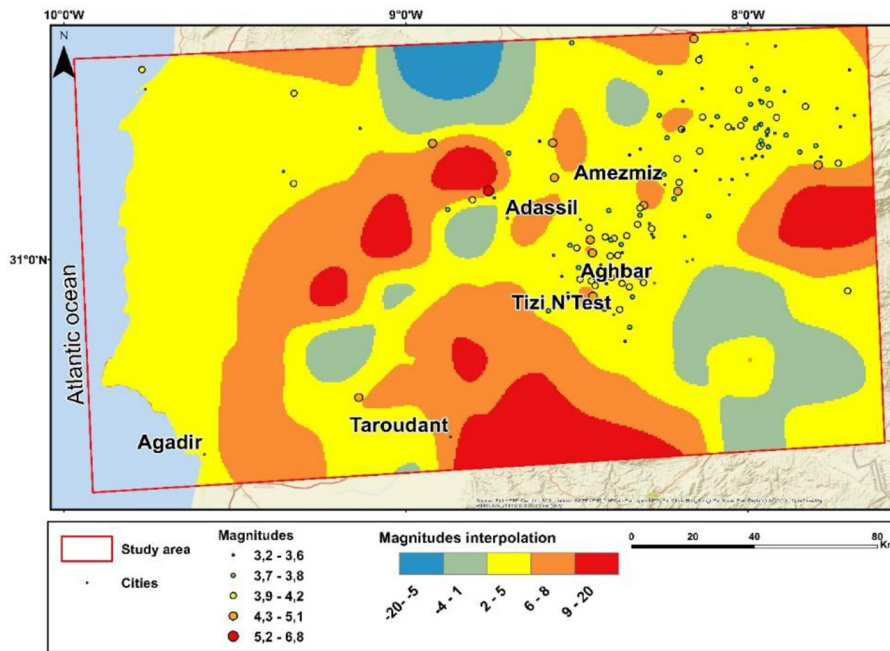 10°0'W
9°0'W
8°0'W
N
31°0'N
Amezmiz
Adassil
Aghbar
Tizi N'Test
Atlantic ocean
Taroudant
Agadir
Study area
Cities
Magnitudes
3,2 - 3,6
3,7 - 3,8
3,9 - 4,2
4,3 - 5,1
5,2 - 6,8
Magnitudes interpolation
-20- -5
-4 - 1
2 - 5
6 - 8
9 - 20
0 20 40 80